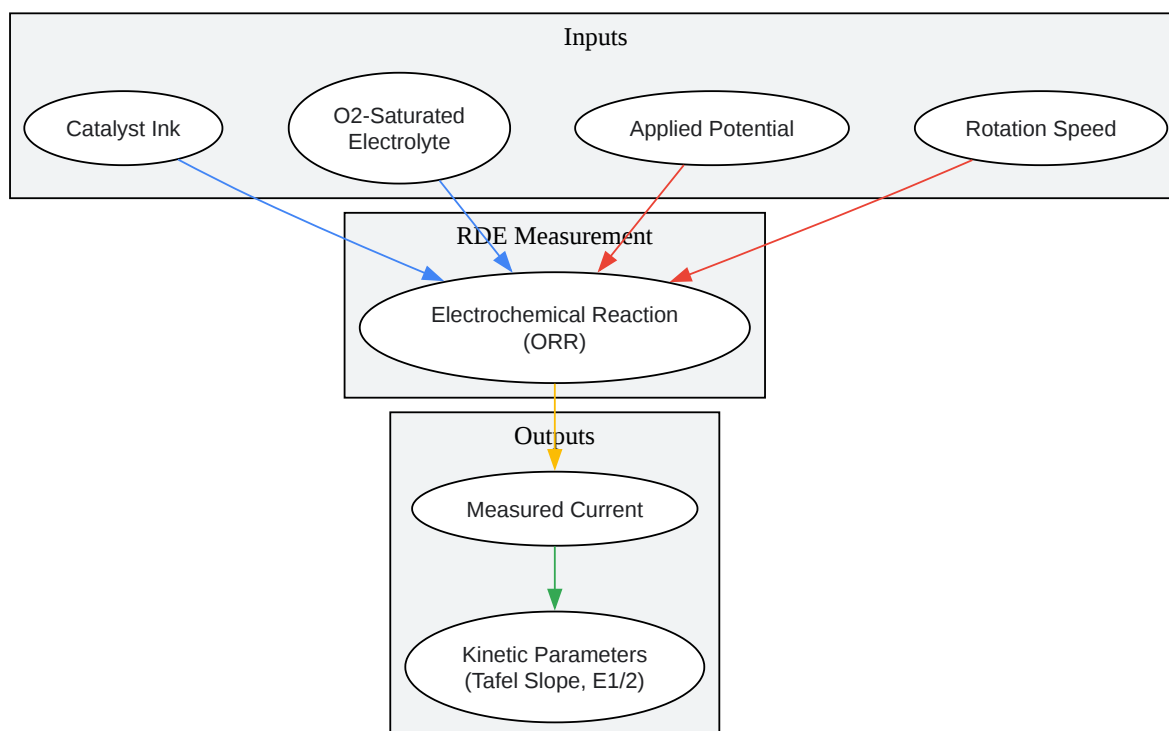 Inputs
Catalyst Ink
O2-Saturated
Electrolyte
Applied Potential
Rotation Speed
RDE Measurement
Electrochemical Reaction
(ORR)
Outputs
Measured Current
Kinetic Parameters
(Tafel Slope, E1/2)